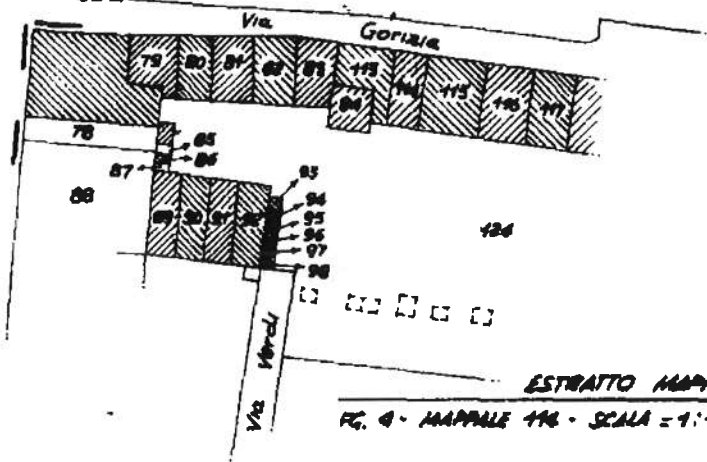 Via Gorizia
79 80 81 82 83 113 114 115 116 117
84
78
85
86
87
88
93
94
95
96
97
98
89 90 91 92
124
Via Verdi
ESTRATTO
FG. 4 - MAPPALE 114 - SCALA = 1: